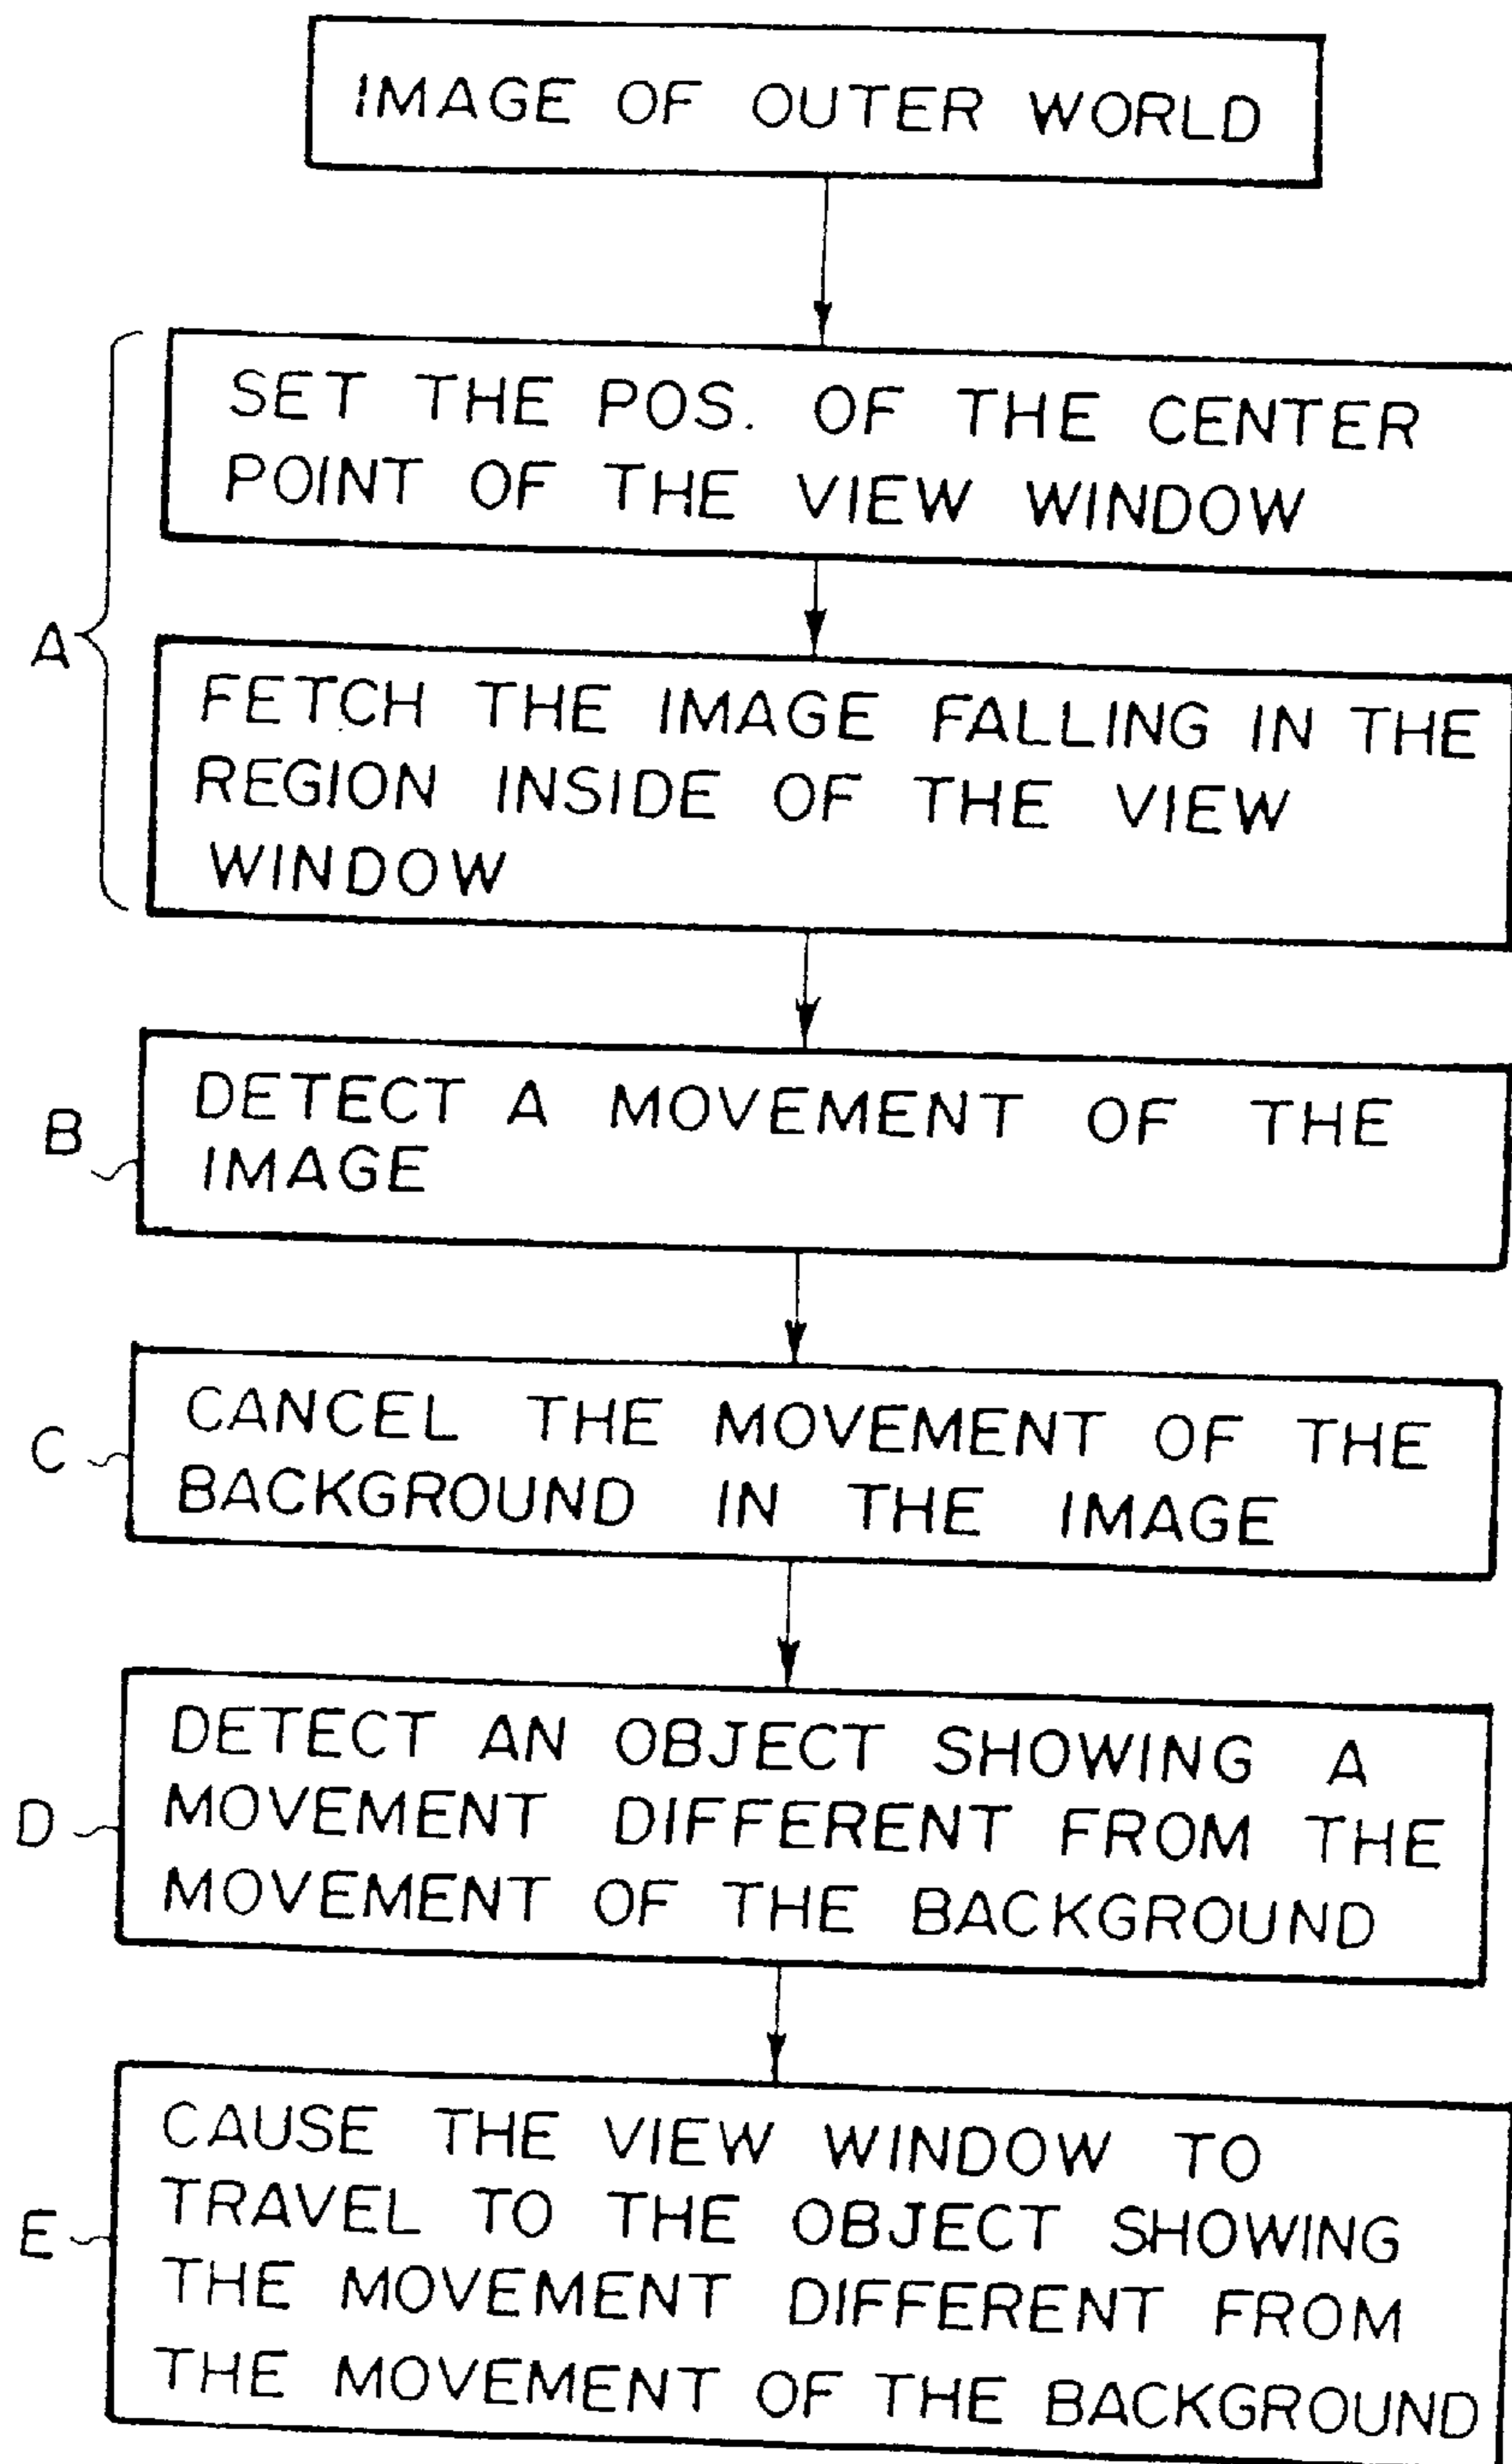 IMAGE OF OUTER WORLD
SET THE POS. OF THE CENTER
POINT OF THE VIEW WINDOW
A
FETCH THE IMAGE FALLING IN THE
REGION INSIDE OF THE VIEW
WINDOW
B
DETECT A MOVEMENT OF THE
IMAGE
C
CANCEL THE MOVEMENT OF THE
BACKGROUND IN THE IMAGE
D
DETECT AN OBJECT SHOWING A
MOVEMENT DIFFERENT FROM THE
MOVEMENT OF THE BACKGROUND
E
CAUSE THE VIEW WINDOW TO
TRAVEL TO THE OBJECT SHOWING
THE MOVEMENT DIFFERENT FROM
THE MOVEMENT OF THE BACKGROUND